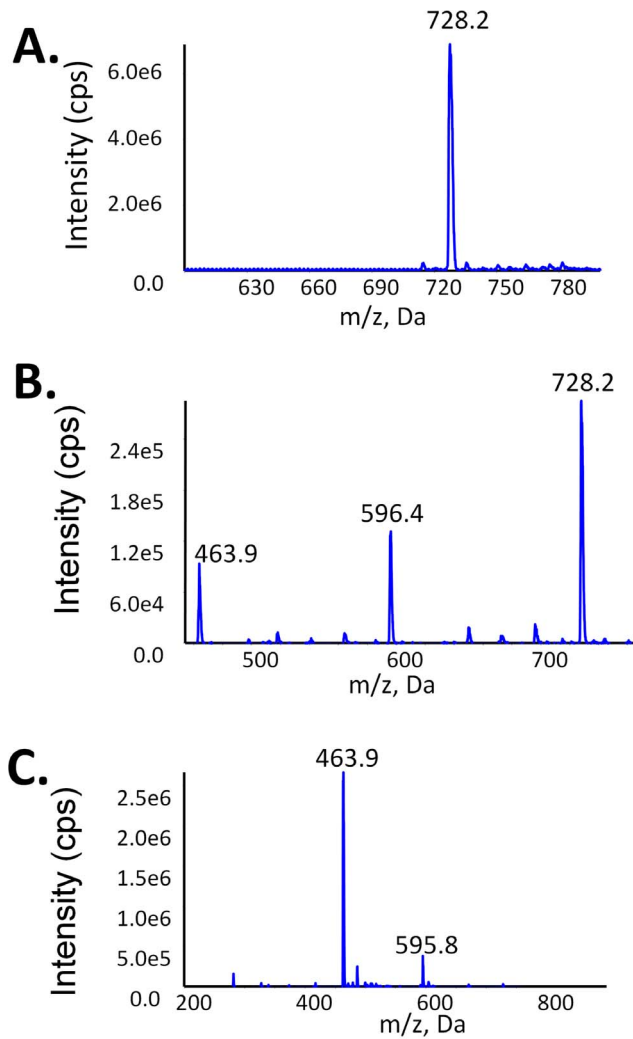 A.
728.2
Intensity (cps)
6.0e6
4.0e6
2.0e6
0.0
630 660 690 720 750 780
m/z, Da
B.
728.2
Intensity (cps)
2.4e5
1.8e5
1.2e5
6.0e4
0.0
596.4
463.9
500 600 700
m/z, Da
C.
463.9
Intensity (cps)
2.5e6
2.0e6
1.5e6
1.0e6
5.0e5
0.0
595.8
200 400 600 800
m/z, Da